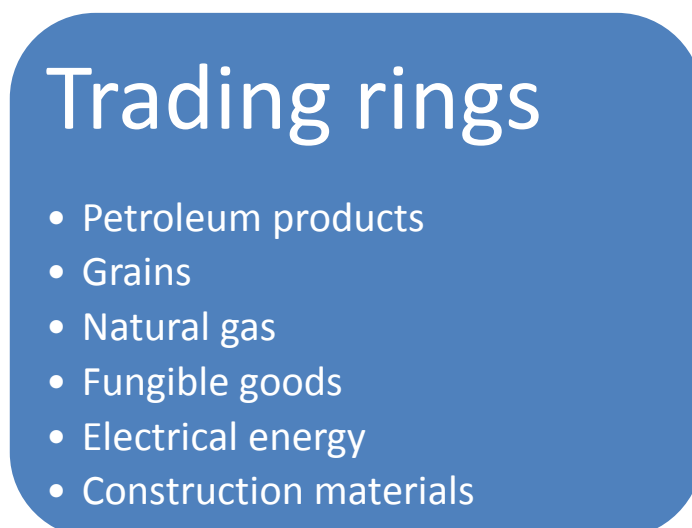 Trading rings
• Petroleum products
• Grains
• Natural gas
• Fungible goods
• Electrical energy
• Construction materials